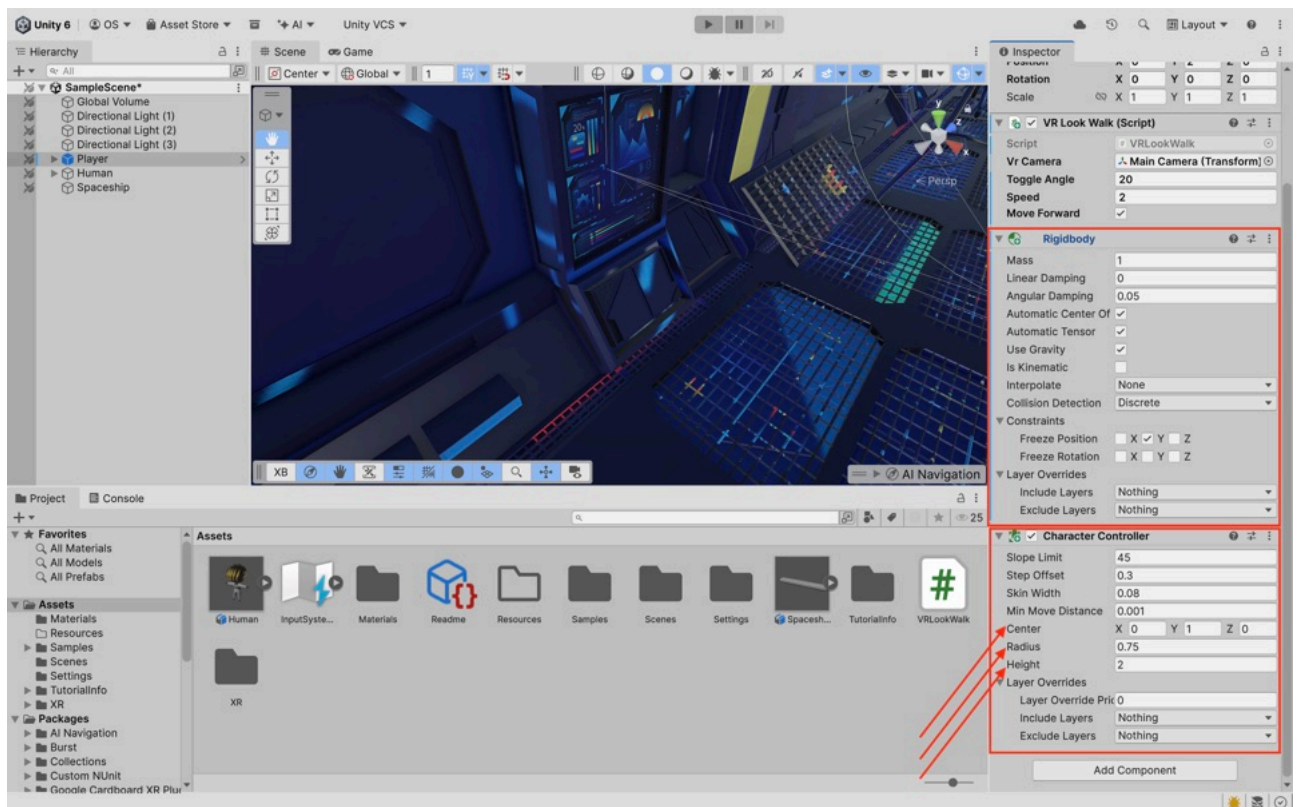 Unity 6 OS Asset Store AI Unity VCS Layout
Hierarchy
All
SampleScene*
Global Volume
Directional Light (1)
Directional Light (2)
Directional Light (3)
Player
Human
Spaceship
Scene Game
Center Global 1 2D
y
z
x
Persp
20%
XB
AI Navigation
Inspector
Position X 0 Y 2 Z 0
Rotation X 0 Y 0 Z 0
Scale X 1 Y 1 Z 1
VR Look Walk (Script)
Script VRLookWalk
Vr Camera Main Camera (Transform)
Toggle Angle 20
Speed 2
Move Forward
Rigidbody
Mass 1
Linear Damping 0
Angular Damping 0.05
Automatic Center Of
Automatic Tensor
Use Gravity
Is Kinematic
Interpolate None
Collision Detection Discrete
Constraints
Freeze Position X Y Z
Freeze Rotation X Y Z
Layer Overrides
Include Layers Nothing
Exclude Layers Nothing
Character Controller
Slope Limit 45
Step Offset 0.3
Skin Width 0.08
Min Move Distance 0.001
Center X 0 Y 1 Z 0
Radius 0.75
Height 2
Layer Overrides
Layer Override Pric 0
Include Layers Nothing
Exclude Layers Nothing
Add Component
Project Console
25
Favorites
All Materials
All Models
All Prefabs
Assets
Materials
Resources
Samples
Scenes
Settings
TutorialInfo
XR
Packages
AI Navigation
Burst
Collections
Custom NUnit
Google Cardboard XR Plu
Assets
Human InputSyste... Materials Readme Resources Samples Scenes Settings Spacesh... TutorialInfo VRLookWalk
XR